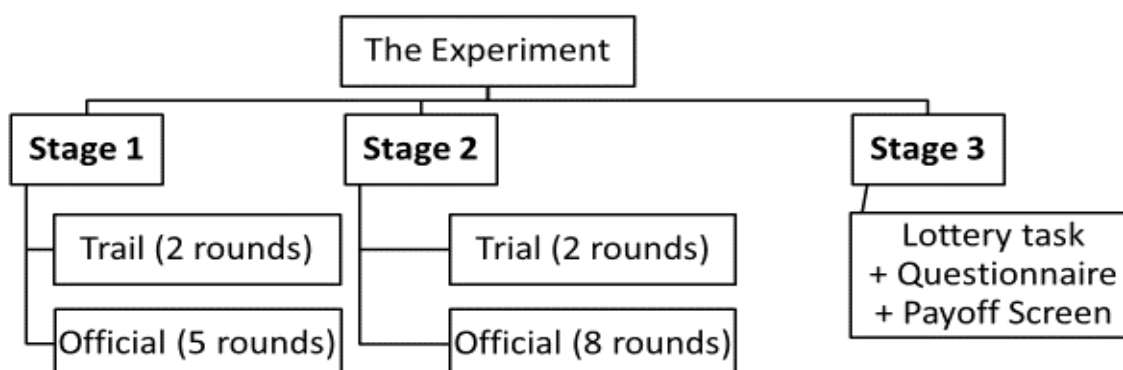 The Experiment
Stage 1
Stage 2
Stage 3
Trail (2 rounds)
Trial (2 rounds)
Lottery task
+ Questionnaire
+ Payoff Screen
Official (5 rounds)
Official (8 rounds)